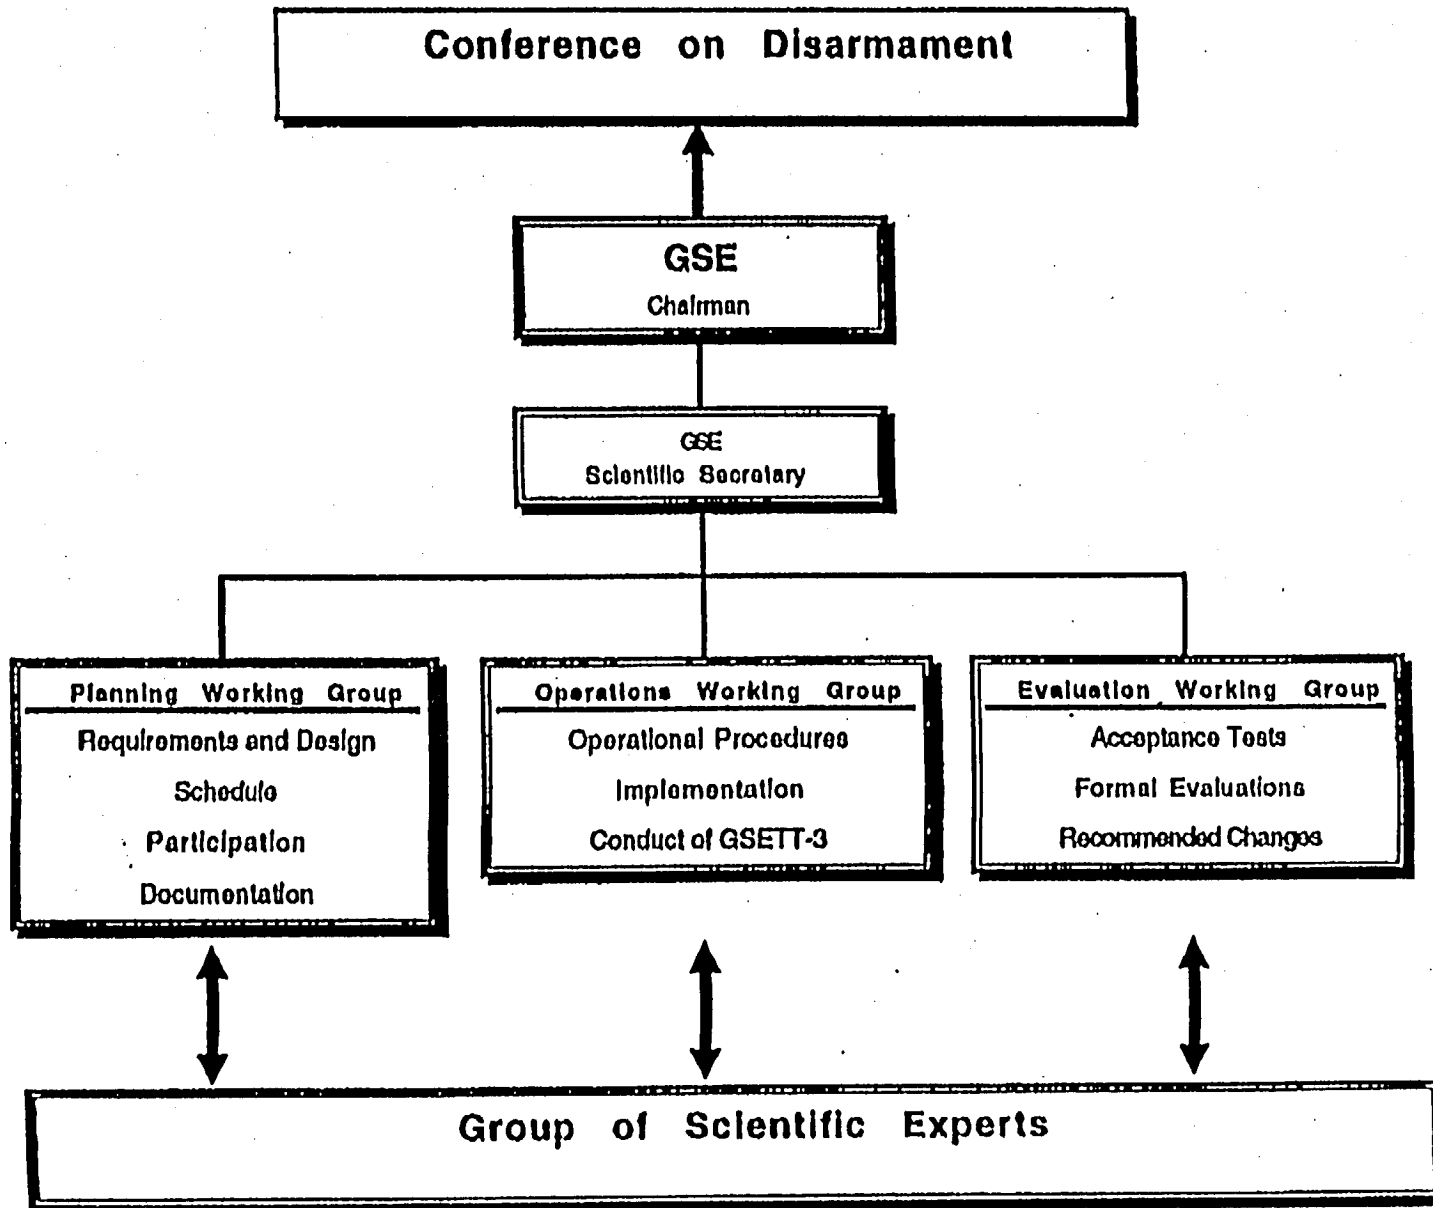 Conference on Disarmament
GSE
Chairman
GSE
Scientific Secretary
Planning Working Group
Requirements and Design
Schedule
Participation
Documentation
Operations Working Group
Operational Procedures
Implementation
Conduct of GSETT-3
Evaluation Working Group
Acceptance Tests
Formal Evaluations
Recommended Changes
Group of Scientific Experts